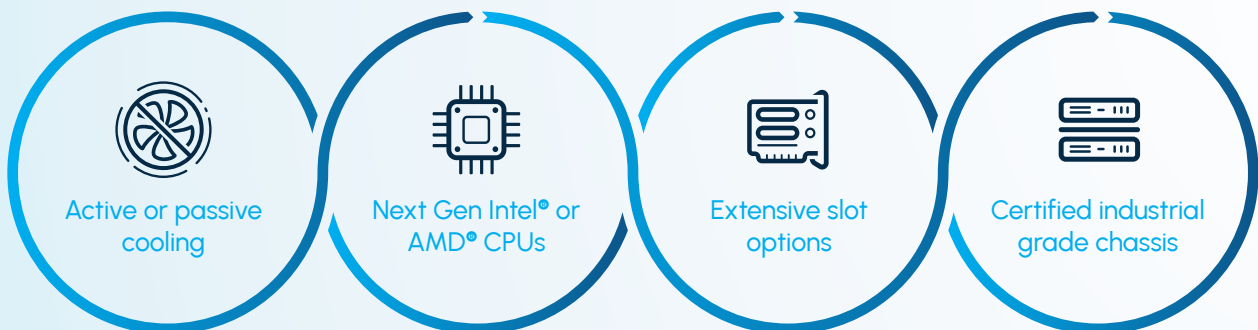 Active or passive
cooling
Next Gen Intel® or
AMD® CPUs
Extensive slot
options
Certified industrial
grade chassis